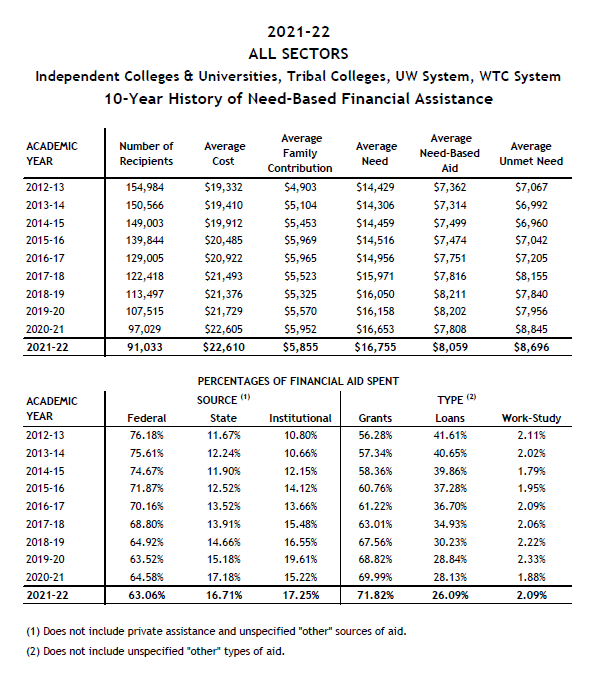 2021-22
ALL SECTORS
Independent Colleges & Universities, Tribal Colleges, UW System, WTC System
10-Year History of Need-Based Financial Assistance
ACADEMIC YEAR Number of Recipients Average Cost Average Family Contribution Average Need Average Need-Based Aid Average Unmet Need
2012-13 154,984 $19,332 $4,903 $14,429 $7,362 $7,067
2013-14 150,566 $19,410 $5,104 $14,306 $7,314 $6,992
2014-15 149,003 $19,912 $5,453 $14,459 $7,499 $6,960
2015-16 139,844 $20,485 $5,969 $14,516 $7,474 $7,042
2016-17 129,005 $20,922 $5,965 $14,956 $7,751 $7,205
2017-18 122,418 $21,493 $5,523 $15,971 $7,816 $8,155
2018-19 113,497 $21,376 $5,325 $16,050 $8,211 $7,840
2019-20 107,515 $21,729 $5,570 $16,158 $8,202 $7,956
2020-21 97,029 $22,605 $5,952 $16,653 $7,808 $8,845
2021-22 91,033 $22,610 $5,855 $16,755 $8,059 $8,696
PERCENTAGES OF FINANCIAL AID SPENT
ACADEMIC SOURCE (1) TYPE (2)
YEAR Federal State Institutional Grants Loans Work-Study
2012-13 76.18% 11.67% 10.80% 56.28% 41.61% 2.11%
2013-14 75.61% 12.24% 10.66% 57.34% 40.65% 2.02%
2014-15 74.67% 11.90% 12.15% 58.36% 39.86% 1.79%
2015-16 71.87% 12.52% 14.12% 60.76% 37.28% 1.95%
2016-17 70.16% 13.52% 13.66% 61.22% 36.70% 2.09%
2017-18 68.80% 13.91% 15.48% 63.01% 34.93% 2.06%
2018-19 64.92% 14.66% 16.55% 67.56% 30.23% 2.22%
2019-20 63.52% 15.18% 19.61% 68.82% 28.84% 2.33%
2020-21 64.58% 17.18% 15.22% 69.99% 28.13% 1.88%
2021-22 63.06% 16.71% 17.25% 71.82% 26.09% 2.09%
(1) Does not include private assistance and unspecified "other" sources of aid.
(2) Does not include unspecified "other" types of aid.